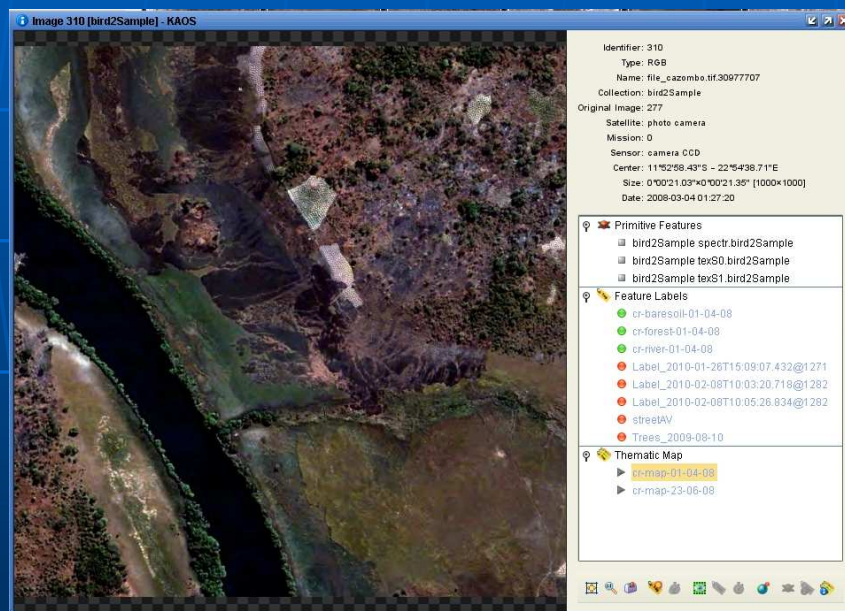 Image 310 [bird2Sample] - KAOS
Identifier: 310
Type: RGB
Name: file_cazombo.tif.30977707
Collection: bird2Sample
Original Image: 277
Satellite: photo camera
Mission: 0
Sensor: camera CCD
Center: 11°52'58.43"S - 22°54'38.71"E
Size: 0°00'21.03"×0°00'21.35" [1000×1000]
Date: 2008-03-04 01:27:20
Primitive Features
bird2Sample spectr.bird2Sample
bird2Sample texS0.bird2Sample
bird2Sample texS1.bird2Sample
Feature Labels
cr-baresoil-01-04-08
cr-forest-01-04-08
cr-river-01-04-08
Label_2010-01-26T15:09:07.432@1271
Label_2010-02-08T10:03:20.718@1282
Label_2010-02-08T10:05:26.834@1282
streetAV
Trees_2009-08-10
Thematic Map
cr-map-01-04-08
cr-map-23-06-08